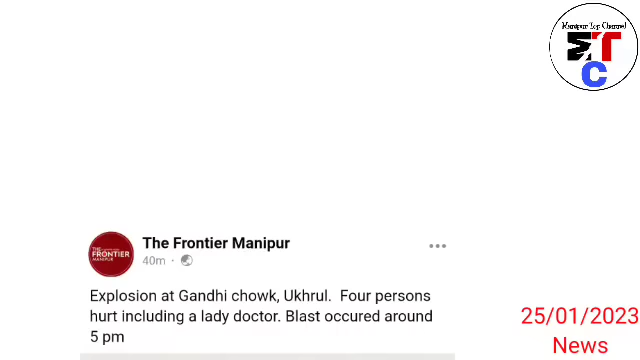 Manipur Top Channel
MTC
The Frontier Manipur
40m ·
THE
FRONTIER
MANIPUR
Explosion at Gandhi chowk, Ukhrul. Four persons
hurt including a lady doctor. Blast occured around
5 pm
25/01/2023
News